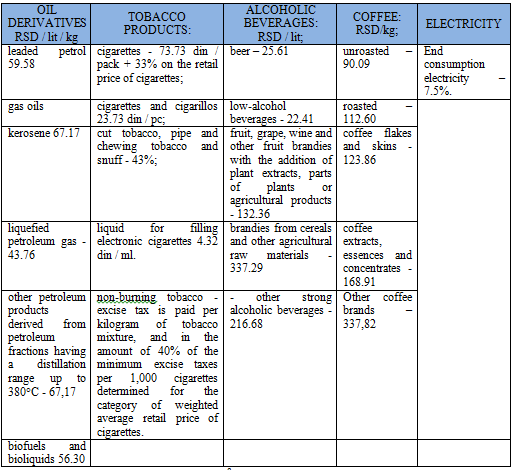 OIL
DERIVATIVES
RSD / lit / kg
TOBACCO
PRODUCTS:
ALCOHOLIC
BEVERAGES:
RSD / lit;
COFFEE:
RSD/kg;
ELECTRICITY
leaded petrol
59.58
cigarettes - 73.73 din /
pack + 33% on the retail
price of cigarettes;
beer – 25.61
unroasted –
90.09
End
consumption
electricity –
7.5%.
gas oils
cigarettes and cigarillos
23.73 din / pc;
low-alcohol
beverages - 22.41
roasted –
112.60
kerosene 67.17
cut tobacco, pipe and
chewing tobacco and
snuff - 43%;
fruit, grape, wine and
other fruit brandies
with the addition of
plant extracts, parts
of plants or
agricultural products
- 132.36
coffee flakes
and skins -
123.86
liquefied
petroleum gas -
43.76
liquid for filling
electronic cigarettes 4.32
din / ml.
brandies from cereals
and other agricultural
raw materials -
337.29
coffee
extracts,
essences and
concentrates -
168.91
other petroleum
products
derived from
petroleum
fractions having
a distillation
range up to
380°C - 67,17
non-burning tobacco -
excise tax is paid per
kilogram of tobacco
mixture, and in the
amount of 40% of the
minimum excise taxes
per 1,000 cigarettes
determined for the
category of weighted
average retail price of
cigarettes.
- other strong
alcoholic beverages -
216.68
Other coffee
brands –
337,82
biofuels and
bioliquids 56.30